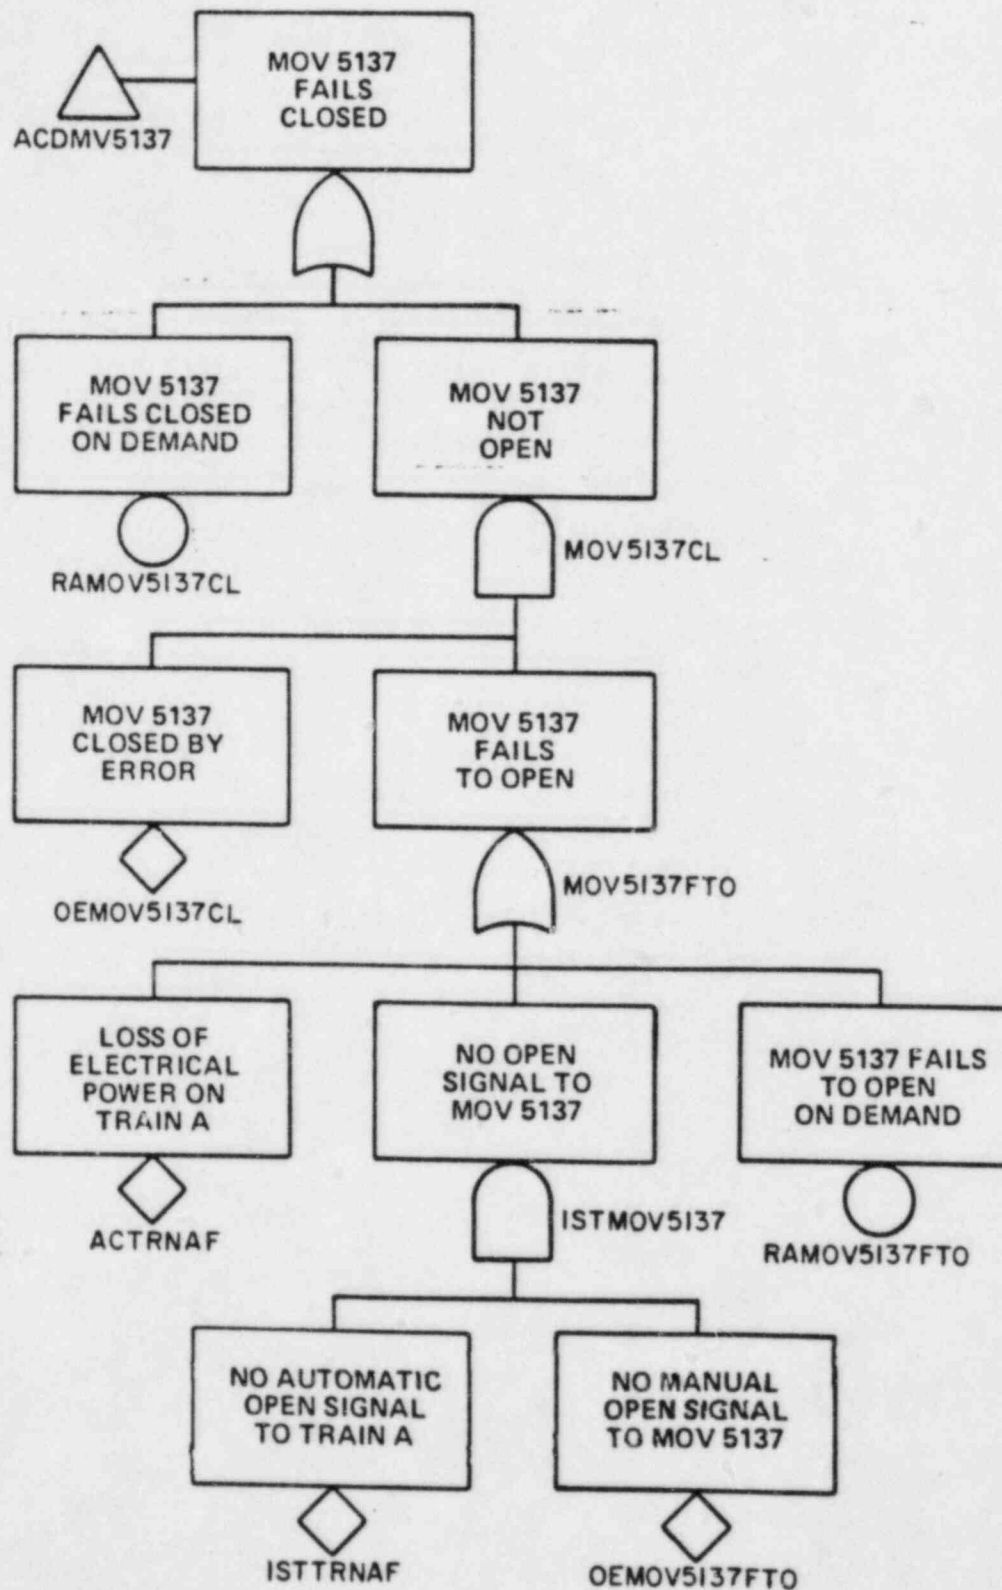 MOV 5137
FAILS
CLOSED
ACDMV5137
MOV 5137
FAILS CLOSED
ON DEMAND
RAMOV5137CL
MOV 5137
NOT
OPEN
MOV5137CL
MOV 5137
CLOSED BY
ERROR
OEMOV5137CL
MOV 5137
FAILS
TO OPEN
MOV5137FTO
LOSS OF
ELECTRICAL
POWER ON
TRAIN A
ACTRNAF
NO OPEN
SIGNAL TO
MOV 5137
ISTMOV5137
MOV 5137 FAILS
TO OPEN
ON DEMAND
RAMOV5137FTO
NO AUTOMATIC
OPEN SIGNAL
TO TRAIN A
ISTTRNAF
NO MANUAL
OPEN SIGNAL
TO MOV 5137
OEMOV5137FTO